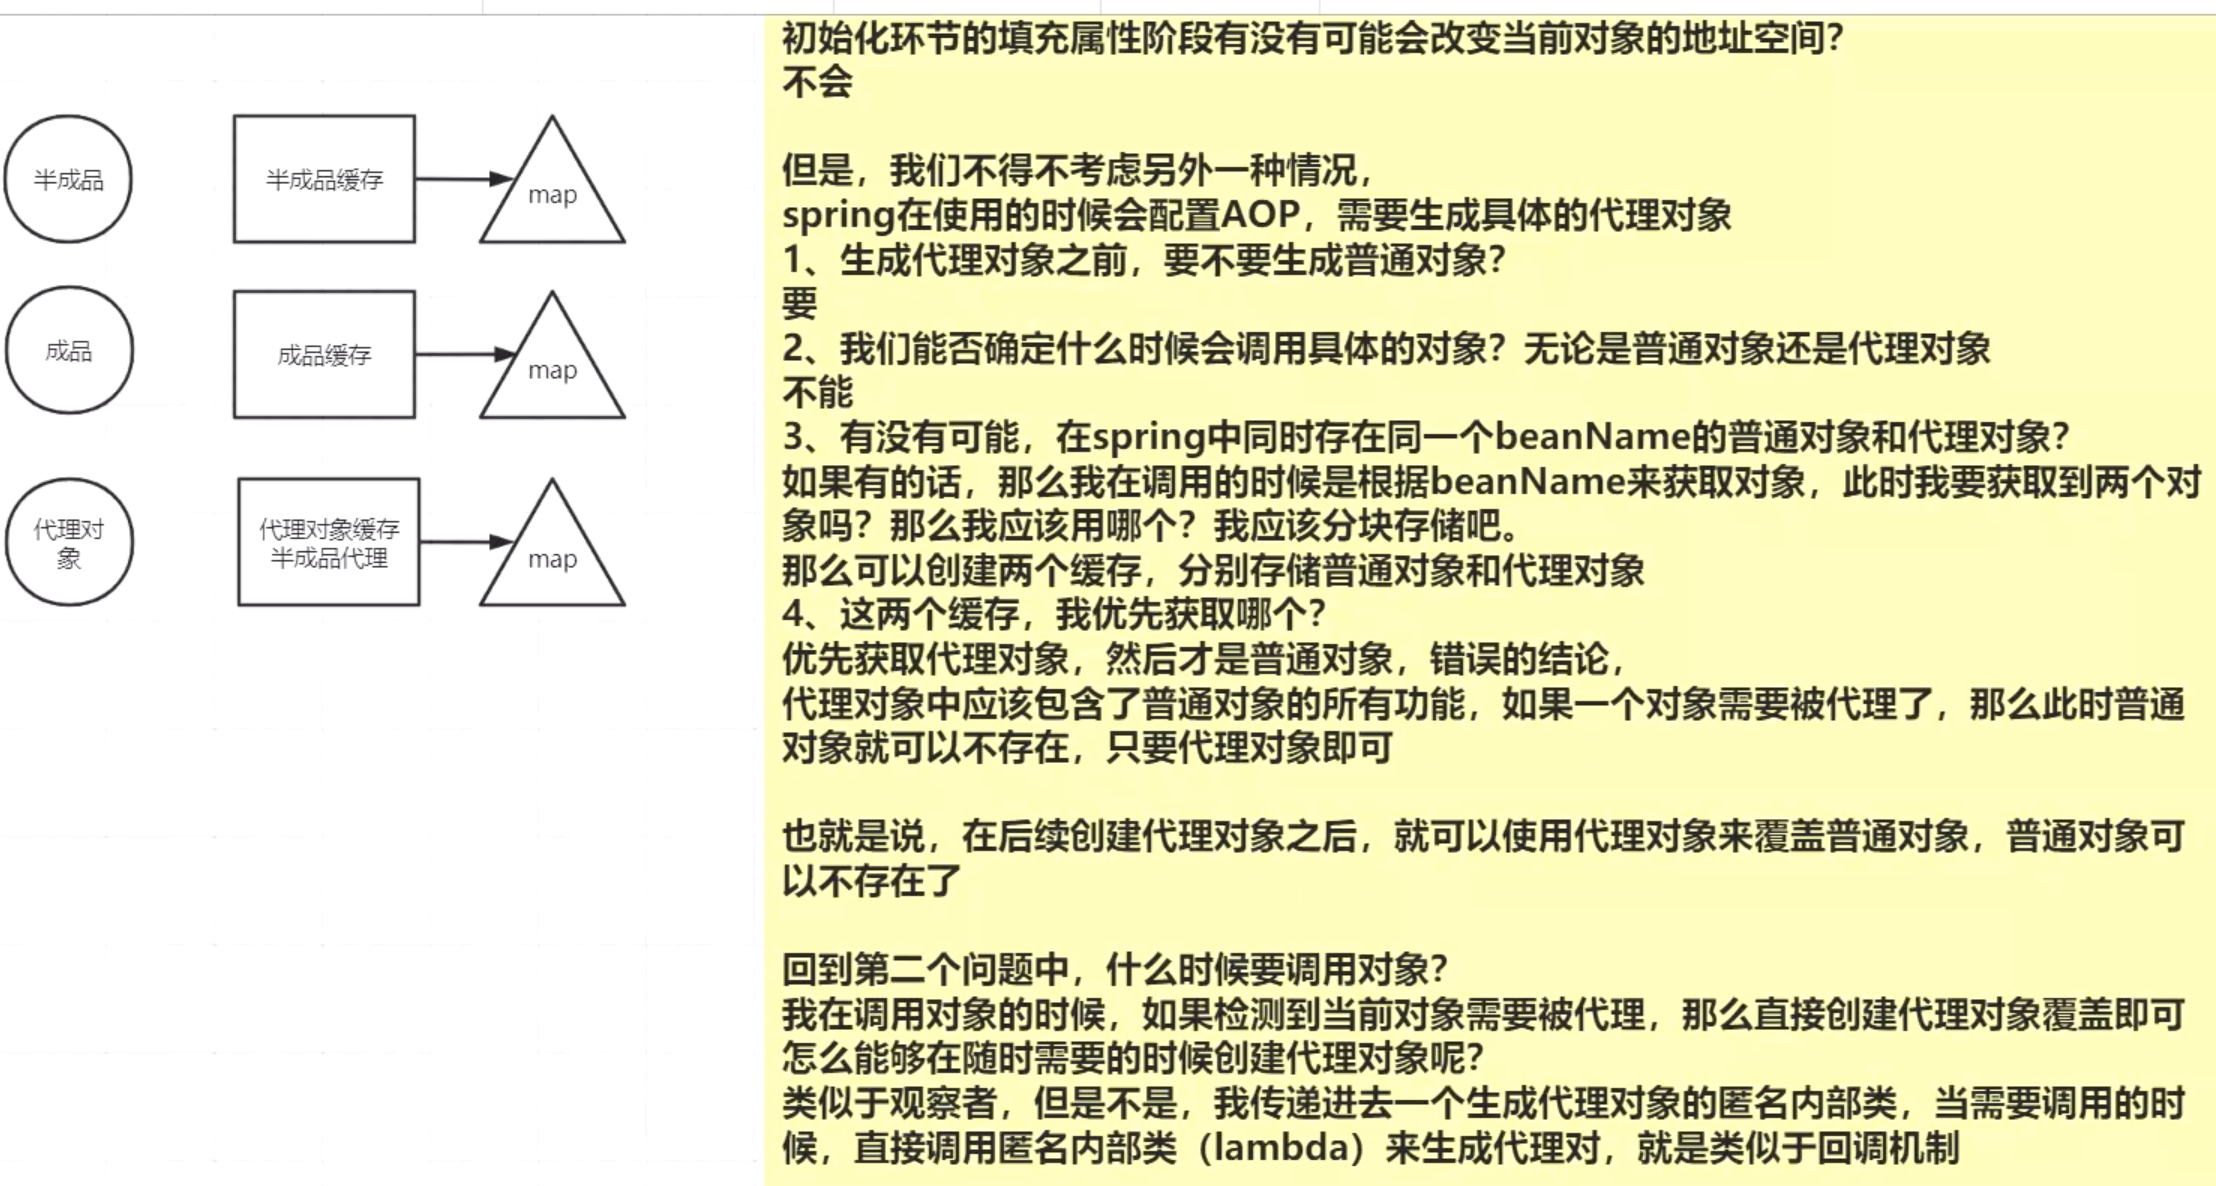 半成品
半成品缓存
map
成品
成品缓存
map
代理对
象
代理对象缓存
半成品代理
map
初始化环节的填充属性阶段有没有可能会改变当前对象的地址空间？
不会
但是，我们不得不考虑另外一种情况，
spring在使用的时候会配置AOP，需要生成具体的代理对象
1、生成代理对象之前，要不要生成普通对象？
要
2、我们能否确定什么时候会调用具体的对象？无论是普通对象还是代理对象
不能
3、有没有可能，在spring中同时存在同一个beanName的普通对象和代理对象？
如果有的话，那么我在调用的时候是根据beanName来获取对象，此时我要获取到两个对
象吗？那么我应该用哪个？我应该分块存储吧。
那么可以创建两个缓存，分别存储普通对象和代理对象
4、这两个缓存，我优先获取哪个？
优先获取代理对象，然后才是普通对象，错误的结论，
代理对象中应该包含了普通对象的所有功能，如果一个对象需要被代理了，那么此时普通
对象就可以不存在，只要代理对象即可
也就是说，在后续创建代理对象之后，就可以使用代理对象来覆盖普通对象，普通对象可
以不存在了
回到第二个问题中，什么时候要调用对象？
我在调用对象的时候，如果检测到当前对象需要被代理，那么直接创建代理对象覆盖即可
怎么能够在随时需要的时候创建代理对象呢？
类似于观察者，但是不是，我传递进去一个生成代理对象的匿名内部类，当需要调用的时
候，直接调用匿名内部类（lambda）来生成代理对，就是类似于回调机制